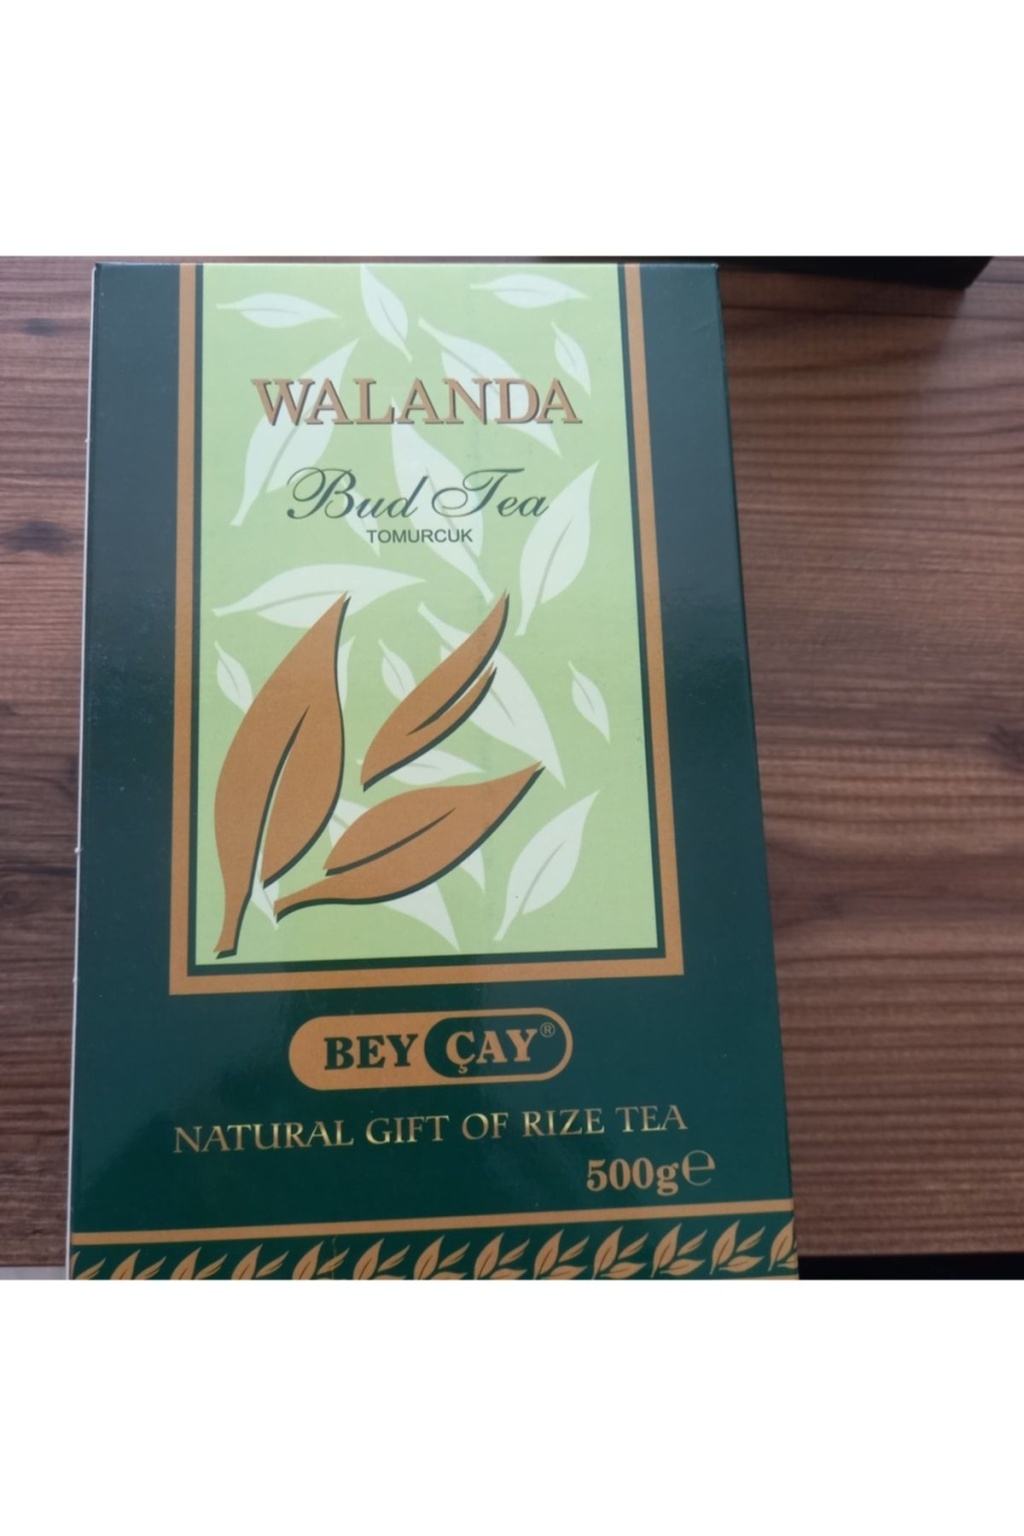 WALANDA
Bud Tea
TOMURCUK
BEY ÇAY®
NATURAL GIFT OF RIZE TEA
500g℮